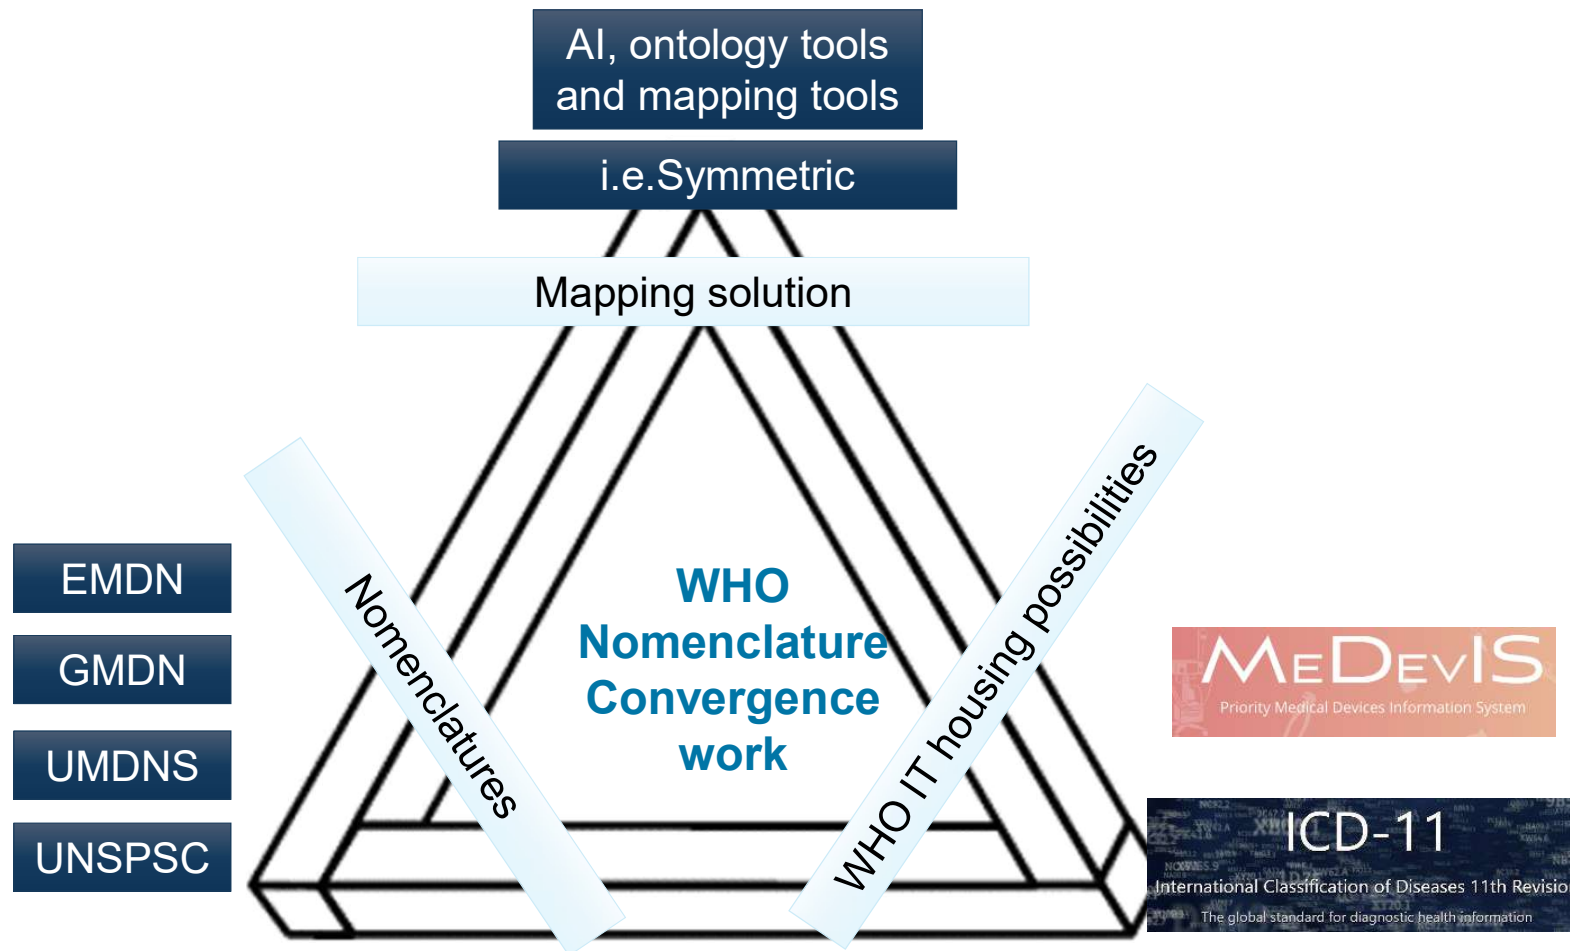 AI, ontology tools
and mapping tools
i.e.Symmetric
Mapping solution
Nomenclatures
WHO IT housing possibilities
WHO
Nomenclature
Convergence
work
EMDN
GMDN
UMDNS
UNSPSC
MEDEVIS
Priority Medical Devices Information System
ICD-11
International Classification of Diseases 11th Revisio
The global standard for diagnostic health information